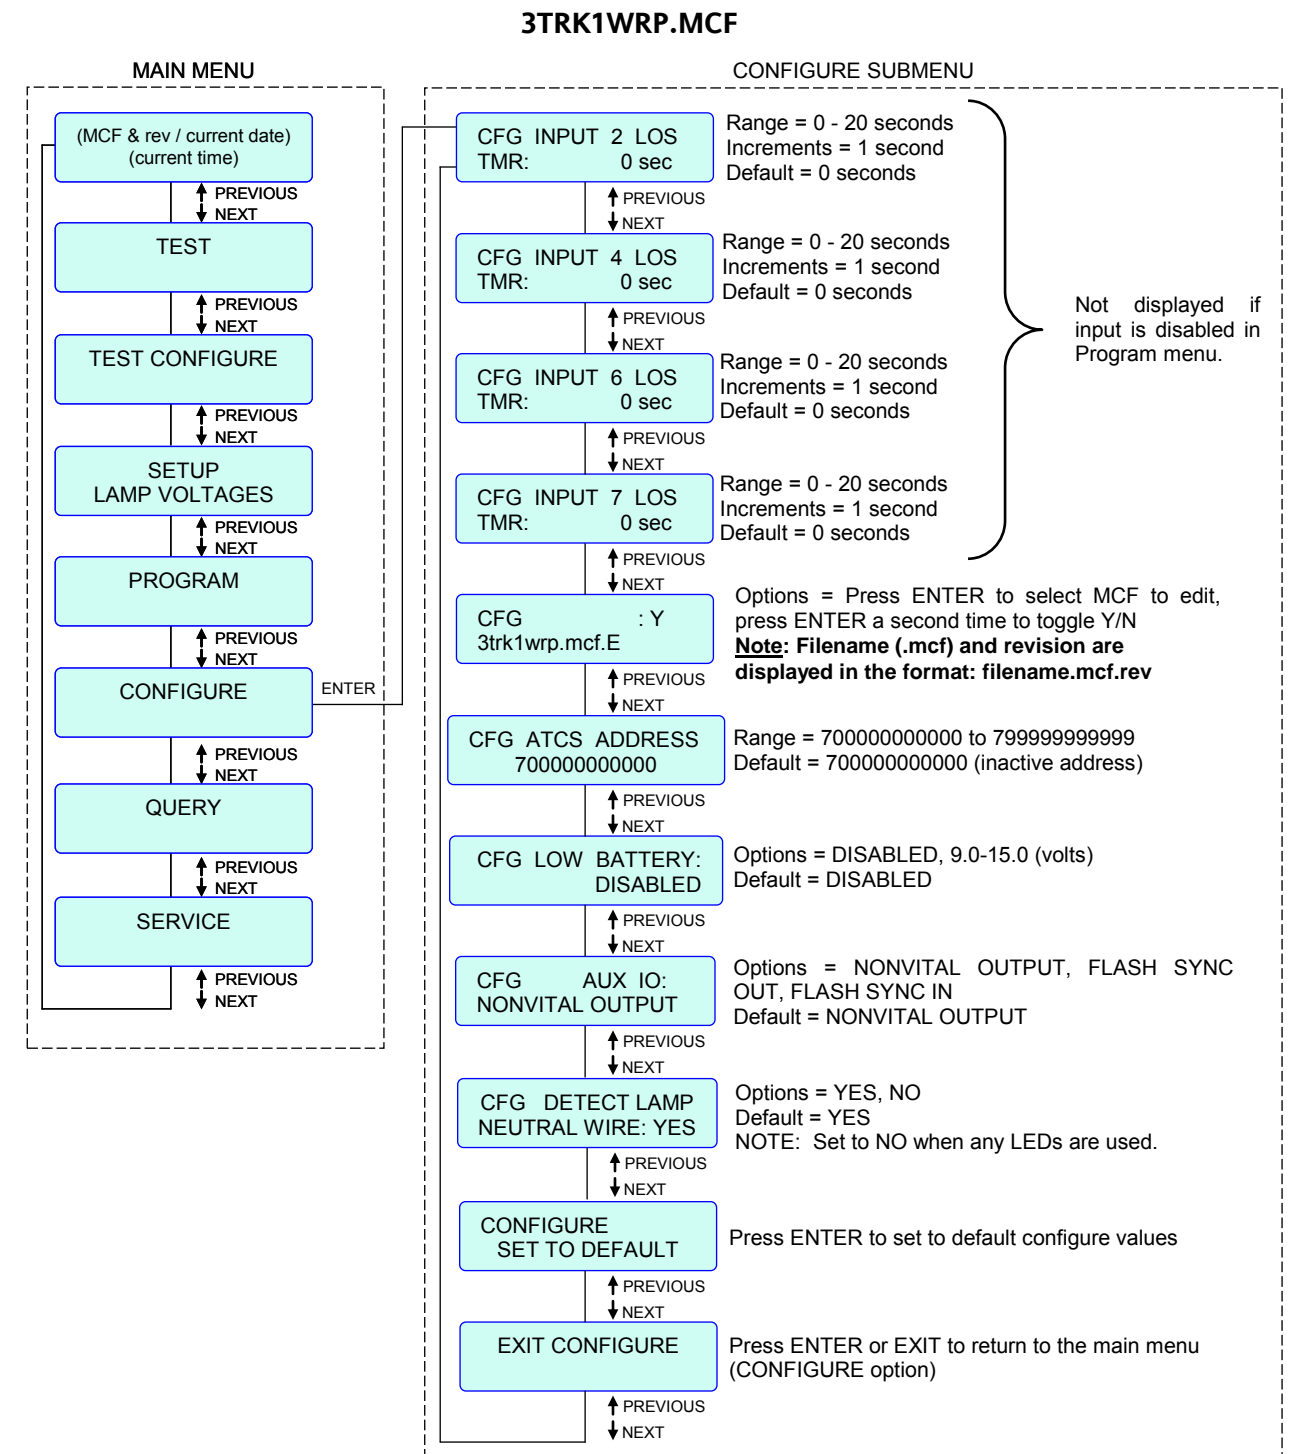 3TRK1WRP.MCF
MAIN MENU
(MCF & rev / current date)
(current time)
PREVIOUS
NEXT
TEST
PREVIOUS
NEXT
TEST CONFIGURE
PREVIOUS
NEXT
SETUP
LAMP VOLTAGES
PREVIOUS
NEXT
PROGRAM
PREVIOUS
NEXT
CONFIGURE
ENTER
PREVIOUS
NEXT
QUERY
PREVIOUS
NEXT
SERVICE
PREVIOUS
NEXT
CONFIGURE SUBMENU
CFG INPUT 2 LOS
TMR: 0 sec
Range = 0 - 20 seconds
Increments = 1 second
Default = 0 seconds
PREVIOUS
NEXT
CFG INPUT 4 LOS
TMR: 0 sec
Range = 0 - 20 seconds
Increments = 1 second
Default = 0 seconds
PREVIOUS
NEXT
CFG INPUT 6 LOS
TMR: 0 sec
Range = 0 - 20 seconds
Increments = 1 second
Default = 0 seconds
PREVIOUS
NEXT
CFG INPUT 7 LOS
TMR: 0 sec
Range = 0 - 20 seconds
Increments = 1 second
Default = 0 seconds
Not displayed if
input is disabled in
Program menu.
PREVIOUS
NEXT
CFG : Y
3trk1wrp.mcf.E
Options = Press ENTER to select MCF to edit,
press ENTER a second time to toggle Y/N
Note: Filename (.mcf) and revision are
displayed in the format: filename.mcf.rev
PREVIOUS
NEXT
CFG ATCS ADDRESS
700000000000
Range = 700000000000 to 799999999999
Default = 700000000000 (inactive address)
PREVIOUS
NEXT
CFG LOW BATTERY:
DISABLED
Options = DISABLED, 9.0-15.0 (volts)
Default = DISABLED
PREVIOUS
NEXT
CFG AUX IO:
NONVITAL OUTPUT
Options = NONVITAL OUTPUT, FLASH SYNC
OUT, FLASH SYNC IN
Default = NONVITAL OUTPUT
PREVIOUS
NEXT
CFG DETECT LAMP
NEUTRAL WIRE: YES
Options = YES, NO
Default = YES
NOTE: Set to NO when any LEDs are used.
PREVIOUS
NEXT
CONFIGURE
SET TO DEFAULT
Press ENTER to set to default configure values
PREVIOUS
NEXT
EXIT CONFIGURE
Press ENTER or EXIT to return to the main menu
(CONFIGURE option)
PREVIOUS
NEXT